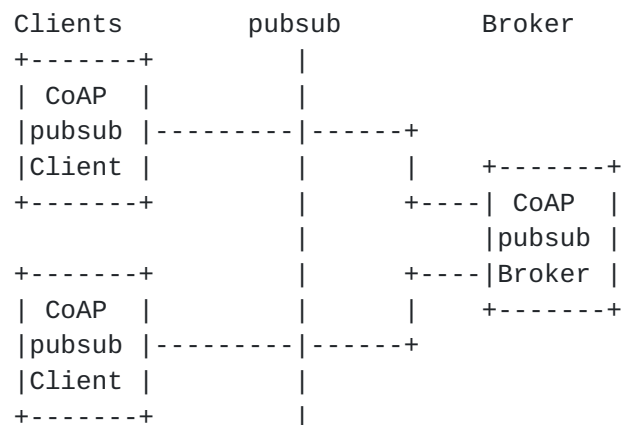 Clients        pubsub         Broker
+-------+         |
| CoAP  |         |
|pubsub |---------|------+
|Client |         |      |    +-------+
+-------+         |      +----| CoAP  |
                  |           |pubsub |
+-------+         |      +----|Broker |
| CoAP  |         |      |    +-------+
|pubsub |---------|------+
|Client |         |
+-------+         |